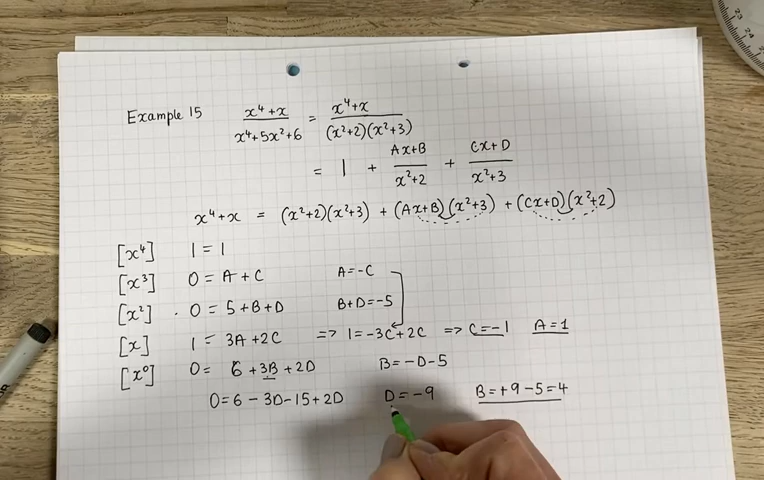 Example 15 x⁴+x / x⁴+5x²+6 = x⁴+x / (x²+2)(x²+3)
= 1 + Ax+B / x²+2 + Cx+D / x²+3
x⁴+x = (x²+2)(x²+3) + (Ax+B)(x²+3) + (Cx+D)(x²+2)
[x⁴] 1 = 1
[x³] 0 = A + C A = -C
[x²] 0 = 5 + B + D B + D = -5
[x] 1 = 3A + 2C => 1 = -3C + 2C => C = -1 A = 1
[x⁰] 0 = 6 + 3B + 2D B = -D - 5
0 = 6 - 3D - 15 + 2D D = -9 B = +9 - 5 = 4
23
24